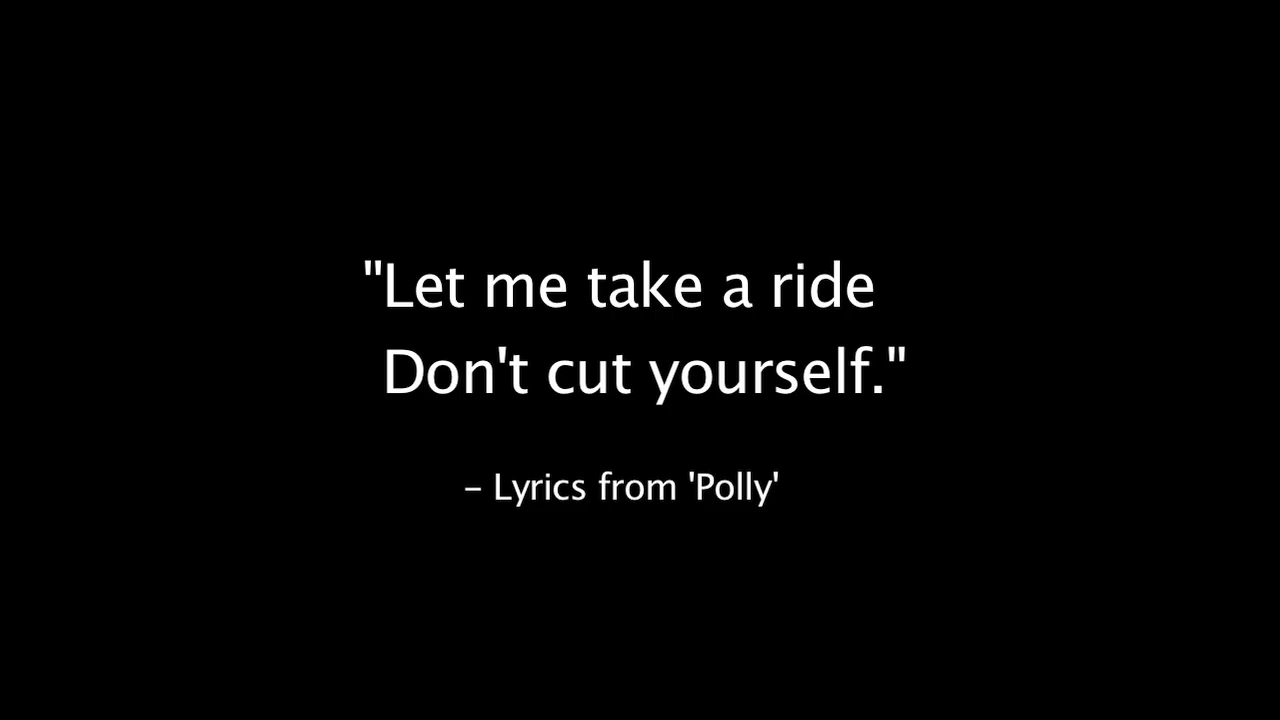 "Let me take a ride
Don't cut yourself."
– Lyrics from 'Polly'